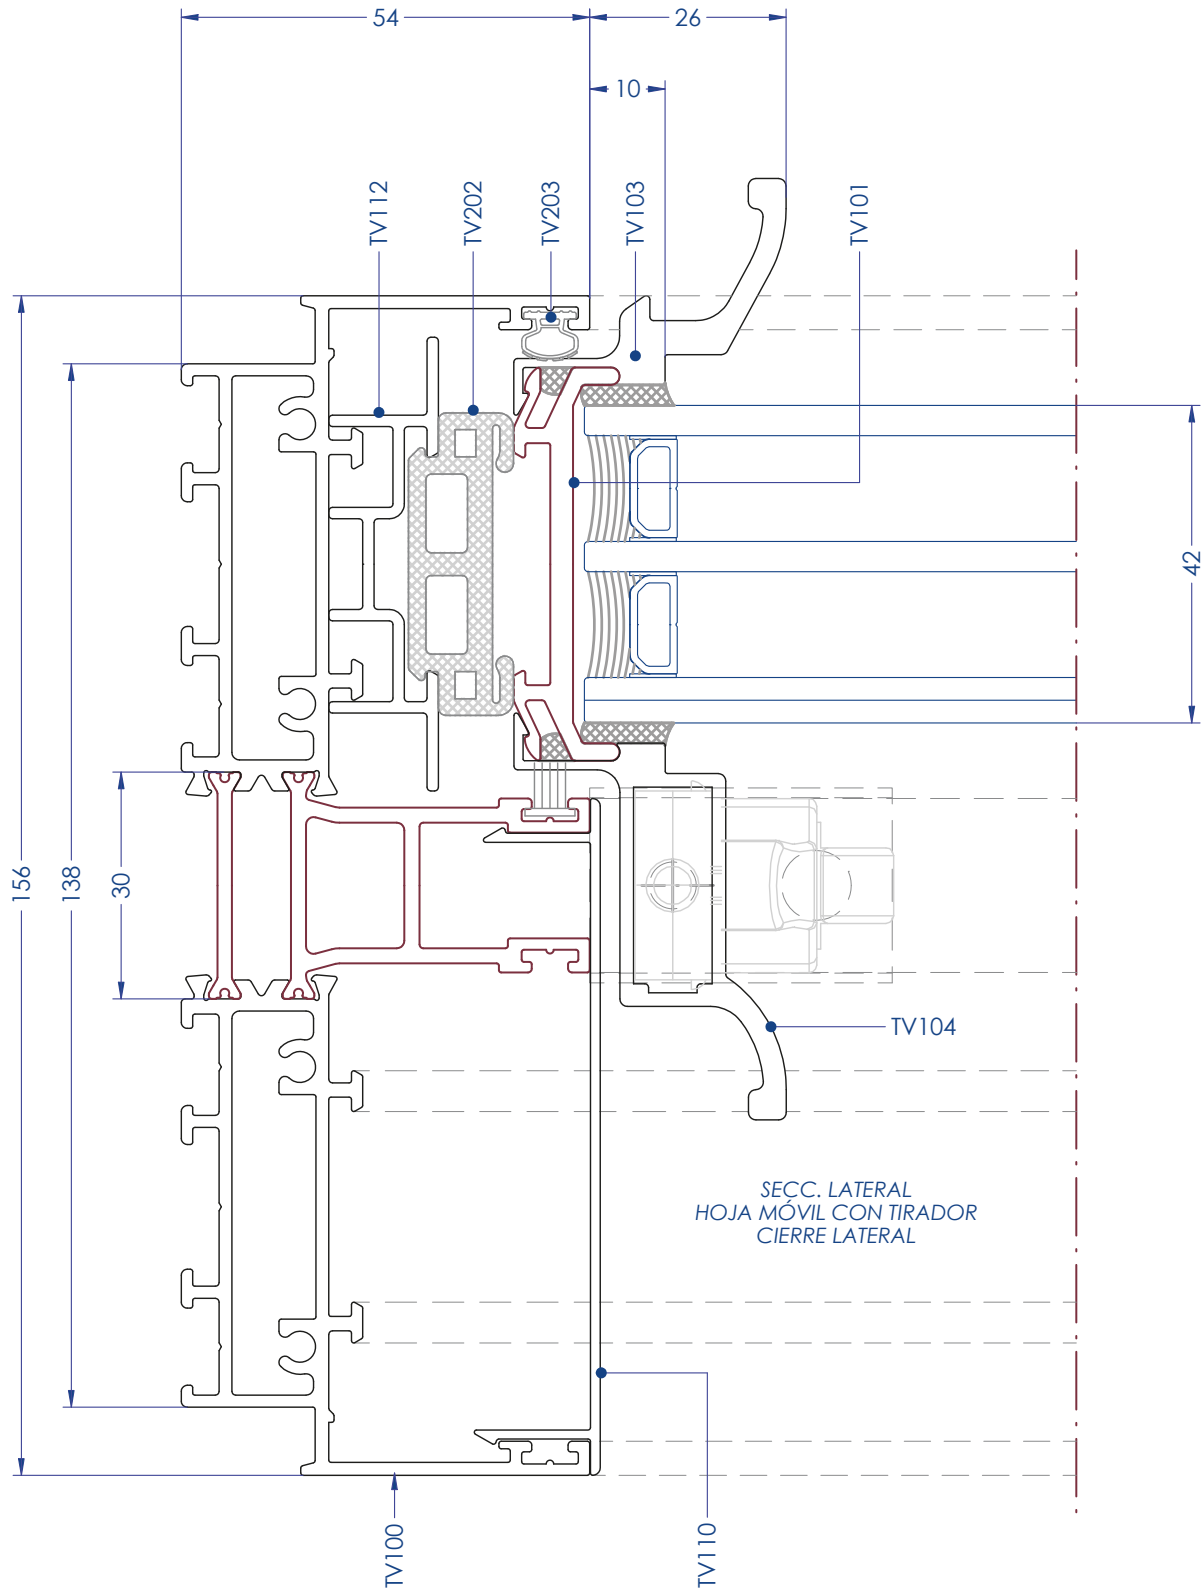 54
26
10
TV112
TV202
TV203
TV103
TV101
42
156
138
30
TV104
SECC. LATERAL
HOJA MÓVIL CON TIRADOR
CIERRE LATERAL
TV100
TV110